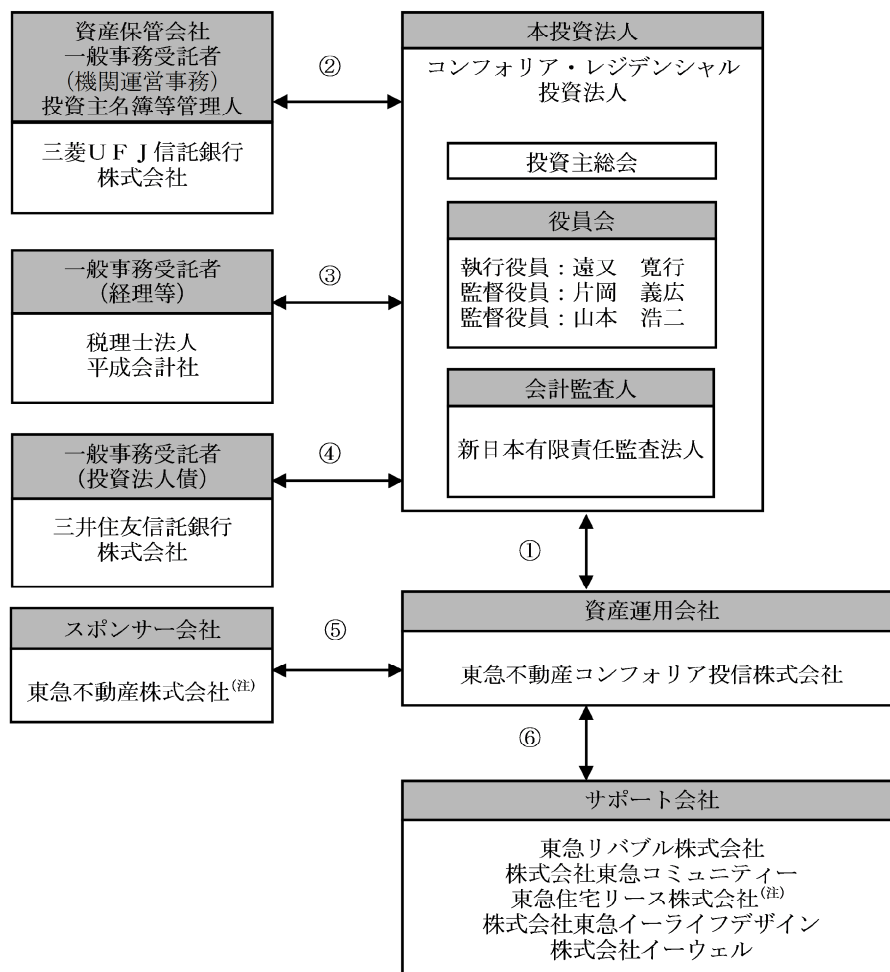 資産保管会社
一般事務受託者
(機関運営事務)
投資主名簿等管理人
三菱UFJ信託銀行
株式会社
②
本投資法人
コンフォリア・レジデンシャル
投資法人
投資主総会
役員会
執行役員:遠又 寛行
監督役員:片岡 義広
監督役員:山本 浩二
会計監査人
新日本有限責任監査法人
一般事務受託者
(経理等)
税理士法人
平成会計社
③
一般事務受託者
(投資法人債)
三井住友信託銀行
株式会社
④
①
スポンサー会社
東急不動産株式会社(注)
⑤
資産運用会社
東急不動産コンフォリア投信株式会社
⑥
サポート会社
東急リバブル株式会社
株式会社東急コミュニティー
東急住宅リース株式会社(注)
株式会社東急イーライフデザイン
株式会社イーウェル